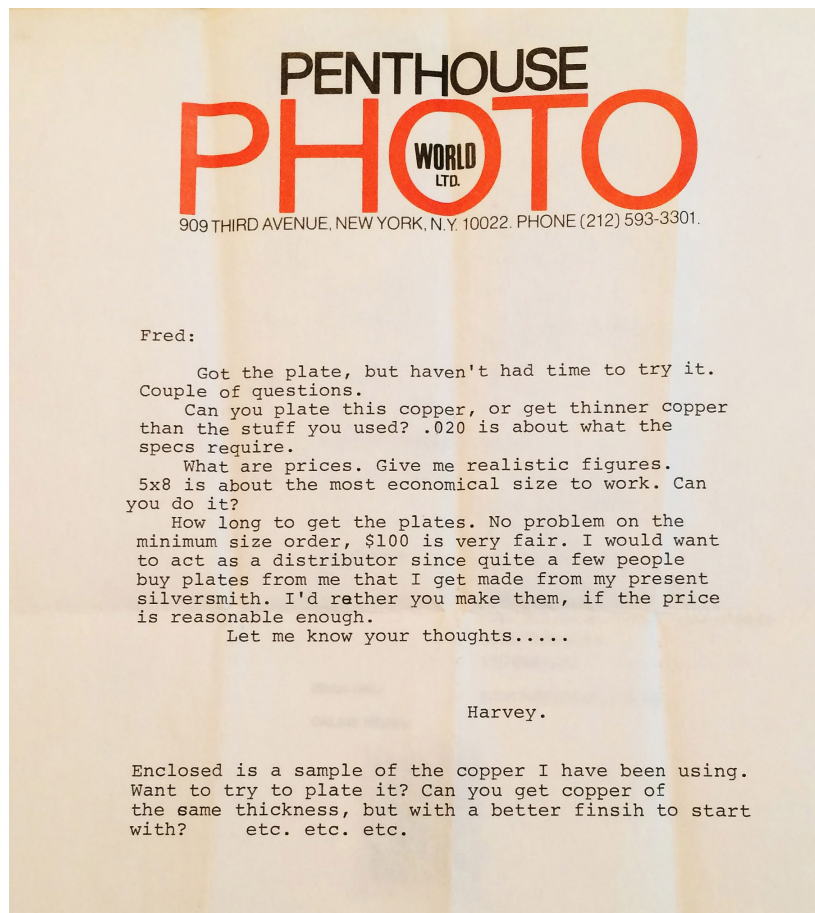 PENTHOUSE
PHOTO
WORLD
LTD.
909 THIRD AVENUE, NEW YORK, N.Y. 10022. PHONE (212) 593-3301.
Fred:
Got the plate, but haven't had time to try it.
Couple of questions.
Can you plate this copper, or get thinner copper
than the stuff you used? .020 is about what the
specs require.
What are prices. Give me realistic figures.
5x8 is about the most economical size to work. Can
you do it?
How long to get the plates. No problem on the
minimum size order, $100 is very fair. I would want
to act as a distributor since quite a few people
buy plates from me that I get made from my present
silversmith. I'd rather you make them, if the price
is reasonable enough.
Let me know your thoughts.....
Harvey.
Enclosed is a sample of the copper I have been using.
Want to try to plate it? Can you get copper of
the same thickness, but with a better finsih to start
with? etc. etc. etc.